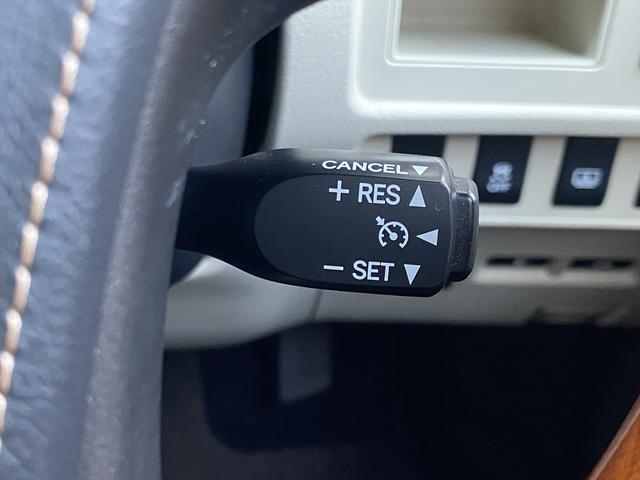 CANCEL▼
+ RES ▲
◀
− SET ▼